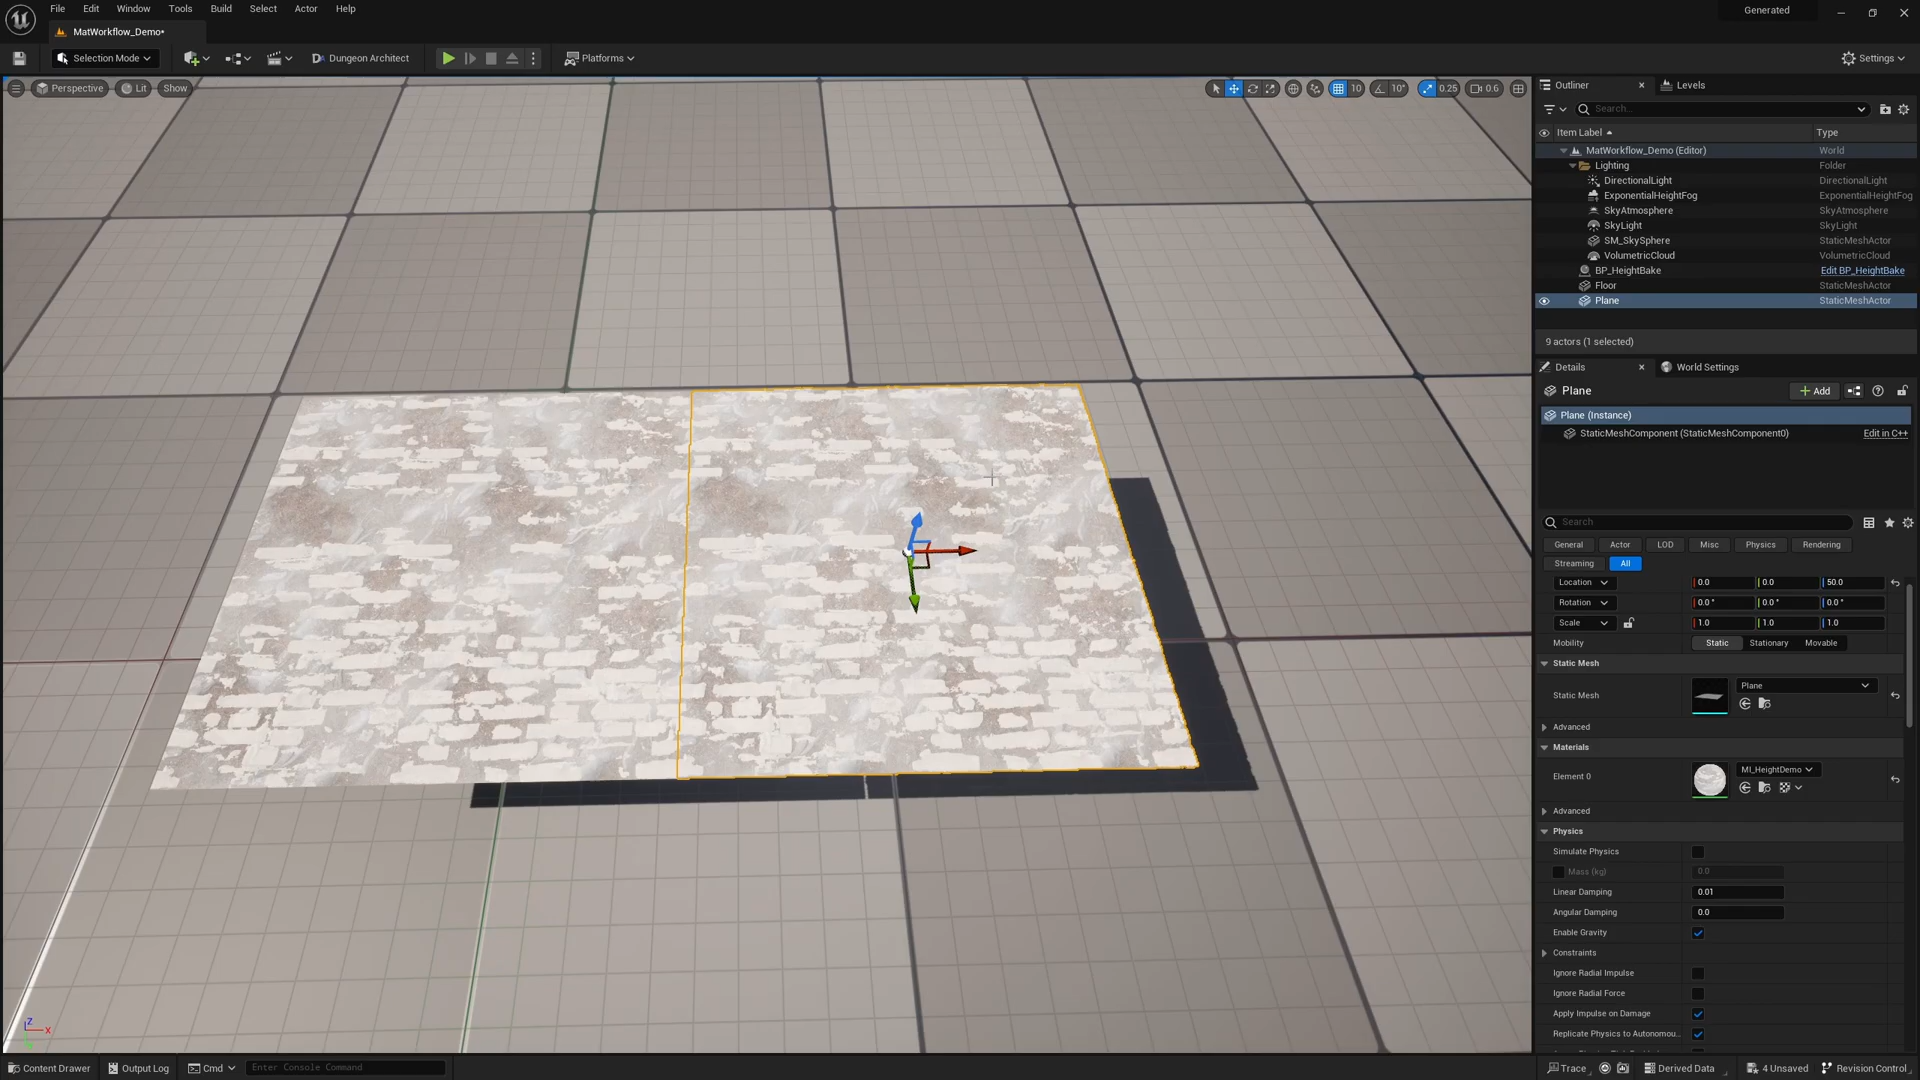 File Edit Window Tools Build Select Actor Help
Generated
MatWorkflow_Demo•
Selection Mode
Dungeon Architect
Platforms
Settings
Perspective
Lit
Show
10
10°
0.25
0.6
Outliner
Levels
Search...
Item Label
Type
MatWorkflow_Demo (Editor) World
Lighting Folder
DirectionalLight DirectionalLight
ExponentialHeightFog ExponentialHeightFog
SkyAtmosphere SkyAtmosphere
SkyLight SkyLight
SM_SkySphere StaticMeshActor
VolumetricCloud VolumetricCloud
BP_HeightBake Edit BP_HeightBake
Floor StaticMeshActor
Plane StaticMeshActor
9 actors (1 selected)
Details
World Settings
Plane
Add
Plane (Instance)
StaticMeshComponent (StaticMeshComponent0) Edit in C++
Search
General Actor LOD Misc Physics Rendering
Streaming All
Location 0.0 0.0 50.0
Rotation 0.0° 0.0° 0.0°
Scale 1.0 1.0 1.0
Mobility Static Stationary Movable
Static Mesh
Static Mesh Plane
Advanced
Materials
Element 0 MI_HeightDemo
Advanced
Physics
Simulate Physics
Mass (kg) 0.0
Linear Damping 0.01
Angular Damping 0.0
Enable Gravity
Constraints
Ignore Radial Impulse
Ignore Radial Force
Apply Impulse on Damage
Replicate Physics to Autonomou...
Z
X
Content Drawer
Output Log
Cmd
Enter Console Command
Trace
Derived Data
4 Unsaved
Revision Control